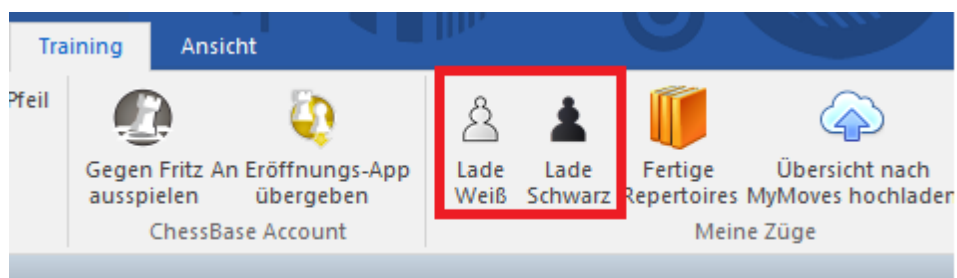 Training Ansicht
Pfeil
Gegen Fritz An Eröffnungs-App Lade Lade Fertige Übersicht nach
ausspielen übergeben Weiß Schwarz Repertoires MyMoves hochladen
ChessBase Account Meine Züge